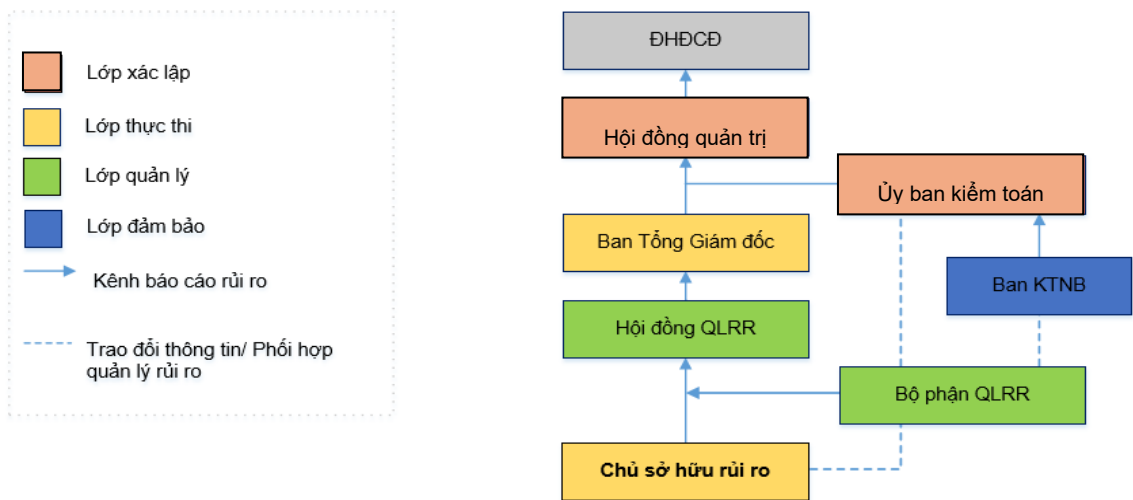 Lớp xác lập
Lớp thực thi
Lớp quản lý
Lớp đảm bảo
Kênh báo cáo rủi ro
Trao đổi thông tin/ Phối hợp
quản lý rủi ro
ĐHĐCĐ
Hội đồng quản trị
Ủy ban kiểm toán
Ban Tổng Giám đốc
Ban KTNB
Hội đồng QLRR
Bộ phận QLRR
Chủ sở hữu rủi ro